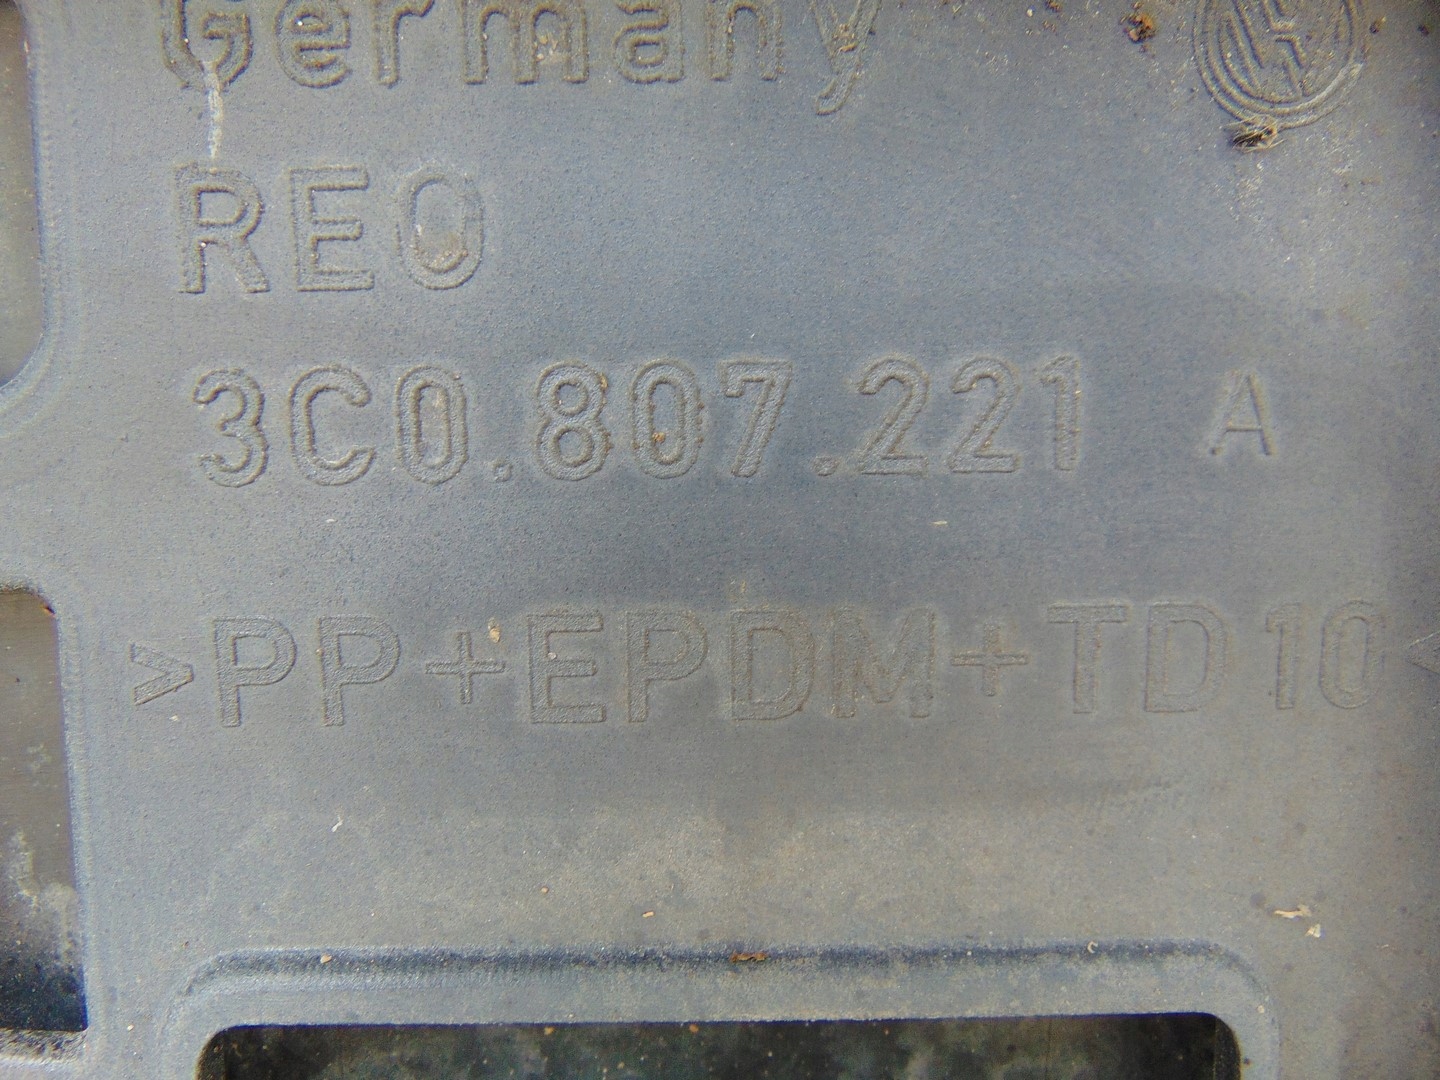 Germany
REO
3C0.807.221 A
>PP+EPDM+TD10<